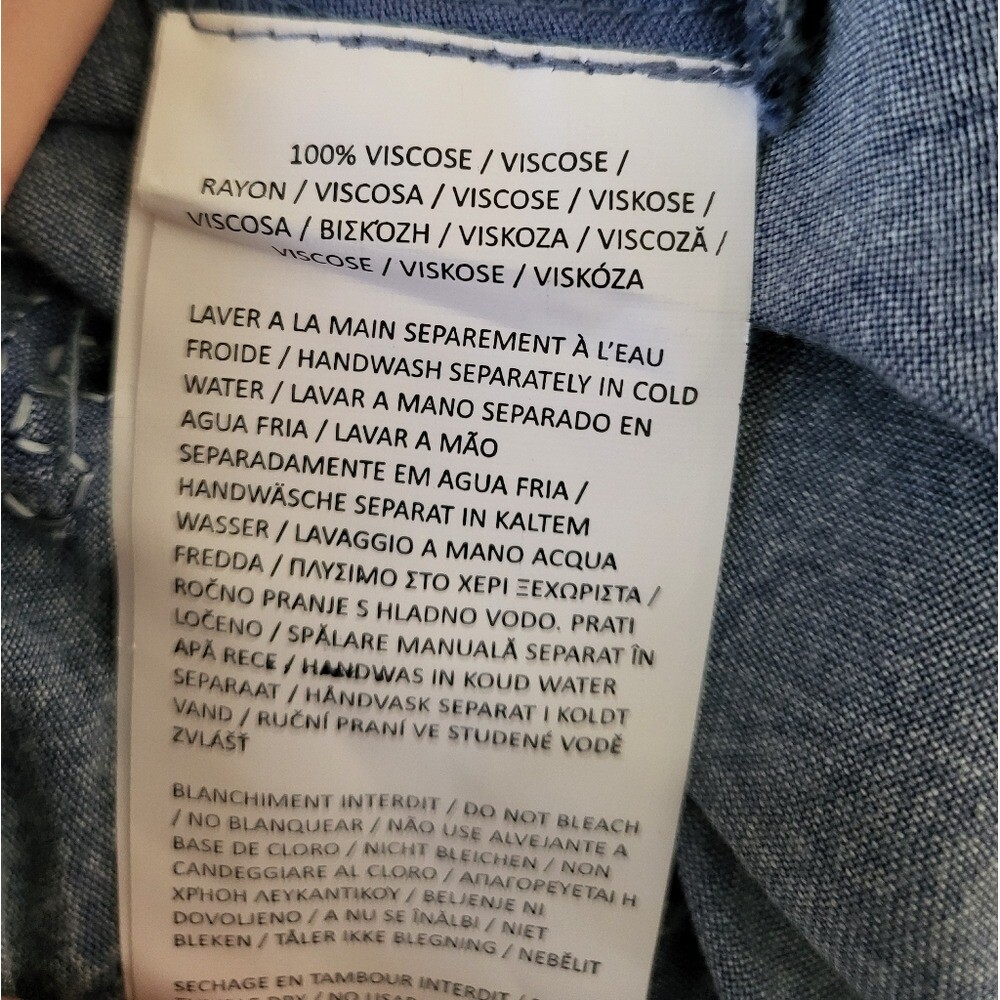 100% VISCOSE / VISCOSE /
RAYON / VISCOSA / VISCOSE / VISKOSE /
VISCOSA / ΒΙΣΚΌΖΗ / VISKOZA / VISCOZĂ /
VISCOSE / VISKOSE / VISKÓZA
LAVER A LA MAIN SEPAREMENT À L'EAU
FROIDE / HANDWASH SEPARATELY IN COLD
WATER / LAVAR A MANO SEPARADO EN
AGUA FRIA / LAVAR A MÃO
SEPARADAMENTE EM AGUA FRIA /
HANDWÄSCHE SEPARAT IN KALTEM
WASSER / LAVAGGIO A MANO ACQUA
FREDDA / ΠΛΥΣΙΜΟ ΣΤΟ ΧΕΡΙ ΞΕΧΩΡΙΣΤΑ /
ROČNO PRANJE S HLADNO VODO. PRATI
LOČENO / SPĂLARE MANUALĂ SEPARAT ÎN
APĂ RECE / HANDWAS IN KOUD WATER
SEPARAAT / HÅNDVASK SEPARAT I KOLDT
VAND / RUČNÍ PRANÍ VE STUDENÉ VODĚ
ZVLÁŠŤ
BLANCHIMENT INTERDIT / DO NOT BLEACH
/ NO BLANQUEAR / NÃO USE ALVEJANTE A
BASE DE CLORO / NICHT BLEICHEN / NON
CANDEGGIARE AL CLORO / ΑΠΑΓΟΡΕΥΕΤΑΙ Η
ΧΡΉΟΗ ΛΕΥΚΑΝΤΙΚΟΥ / BELJENJE NI
DOVOLJENO / A NU SE ÎNĂLBI / NIET
BLEKEN / TÅLER IKKE BLEGNING / NEBĚLIT
SECHAGE EN TAMBOUR INTERDIT /
DRY / NO USAR